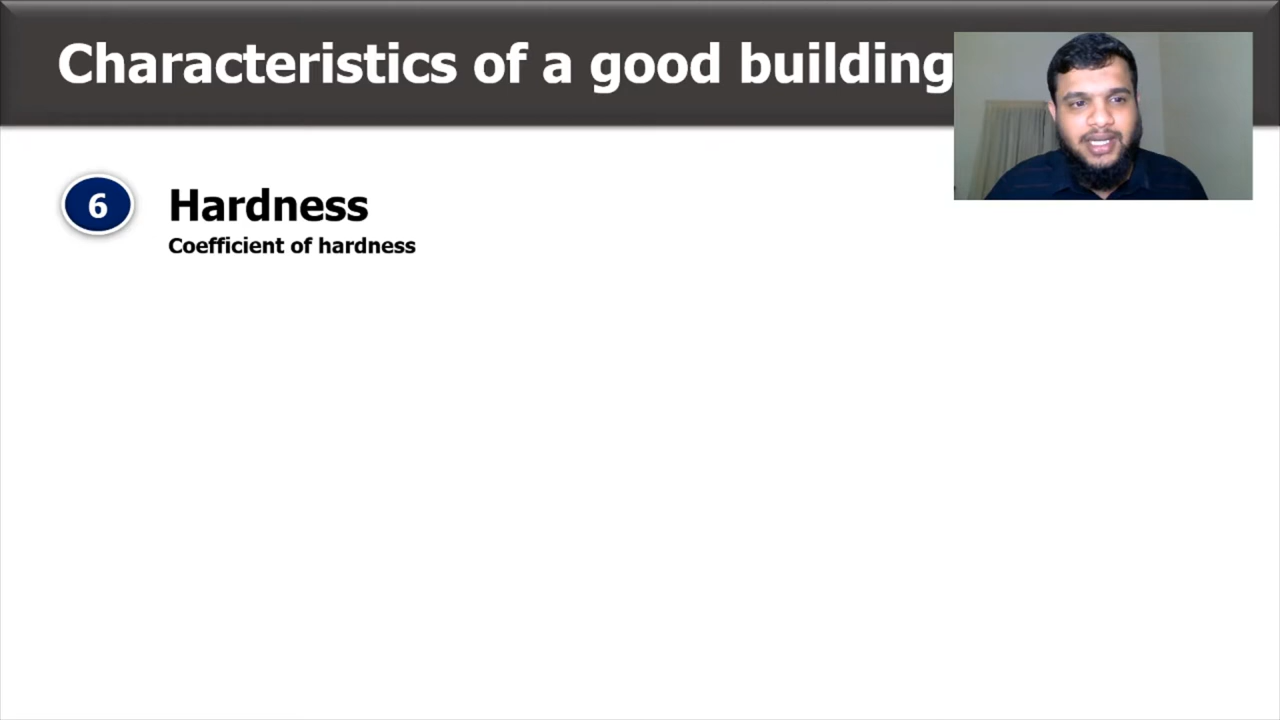 Characteristics of a good building
6
Hardness
Coefficient of hardness